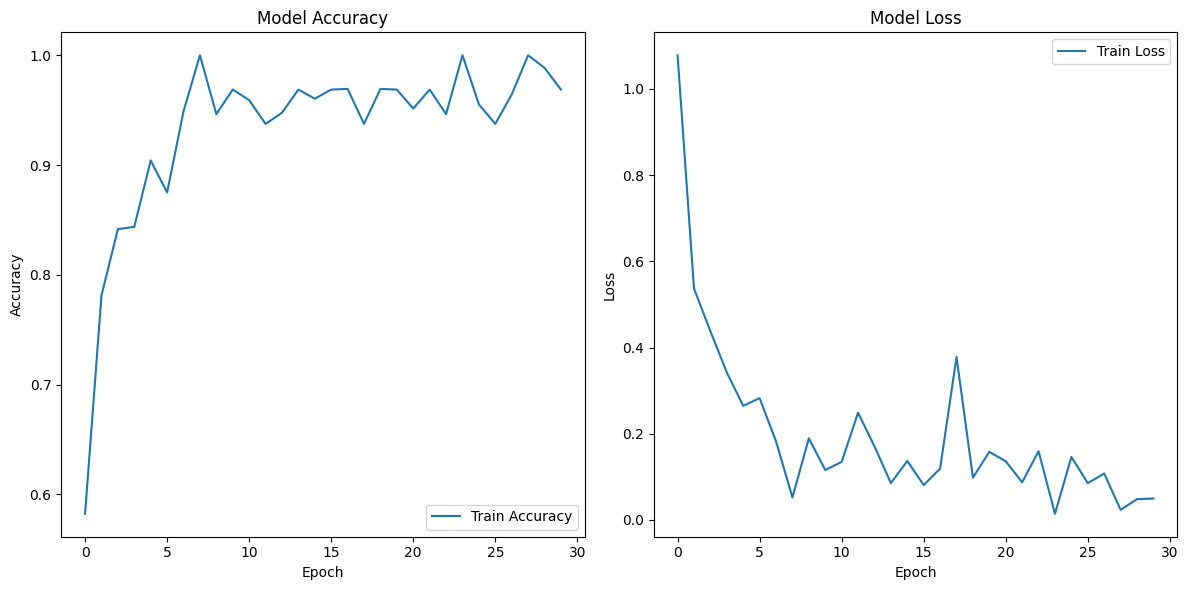 Model Accuracy
1.0
0.9
0.8
0.7
0.6
Accuracy
Train Accuracy
0 5 10 15 20 25 30
Epoch
Model Loss
Train Loss
1.0
0.8
0.6
0.4
0.2
0.0
Loss
0 5 10 15 20 25 30
Epoch